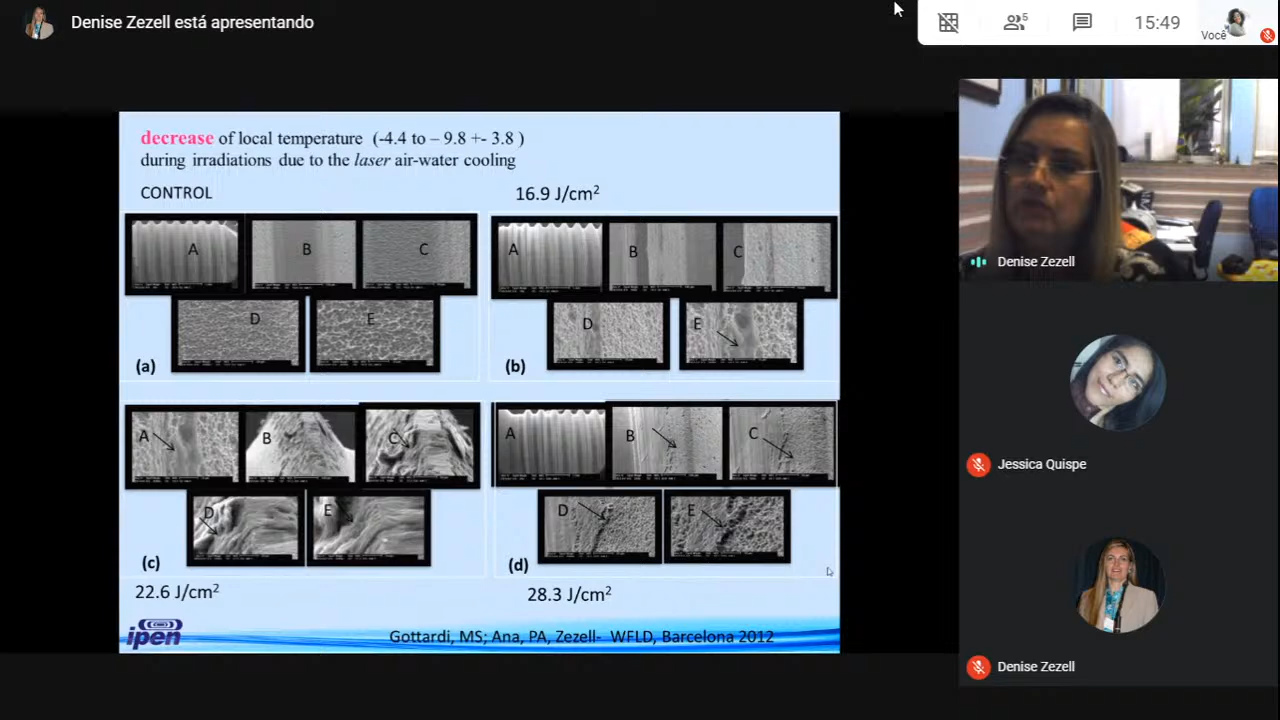 Denise Zezell está apresentando
5
15:49
Você
decrease of local temperature (-4.4 to – 9.8 +- 3.8 )
during irradiations due to the laser air-water cooling
CONTROL
16.9 J/cm²
A
B
C
D
E
(a)
A
B
C
D
E
(b)
A
B
C
D
E
(c)
A
B
C
D
E
(d)
22.6 J/cm²
28.3 J/cm²
ipen
Gottardi, MS; Ana, PA, Zezell- WFLD, Barcelona 2012
Denise Zezell
Jessica Quispe
Denise Zezell